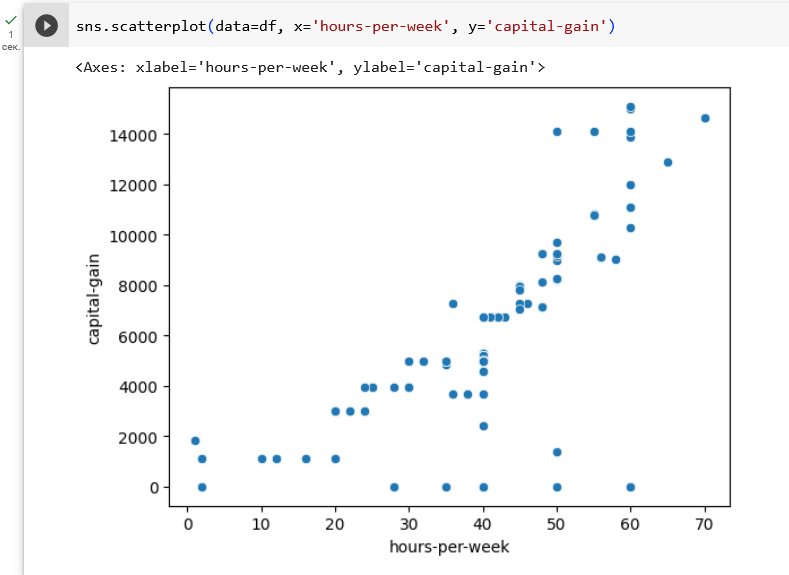 sns.scatterplot(data=df, x='hours-per-week', y='capital-gain')
1
сек.
<Axes: xlabel='hours-per-week', ylabel='capital-gain'>
14000
12000
10000
8000
6000
4000
2000
0
capital-gain
0 10 20 30 40 50 60 70
hours-per-week